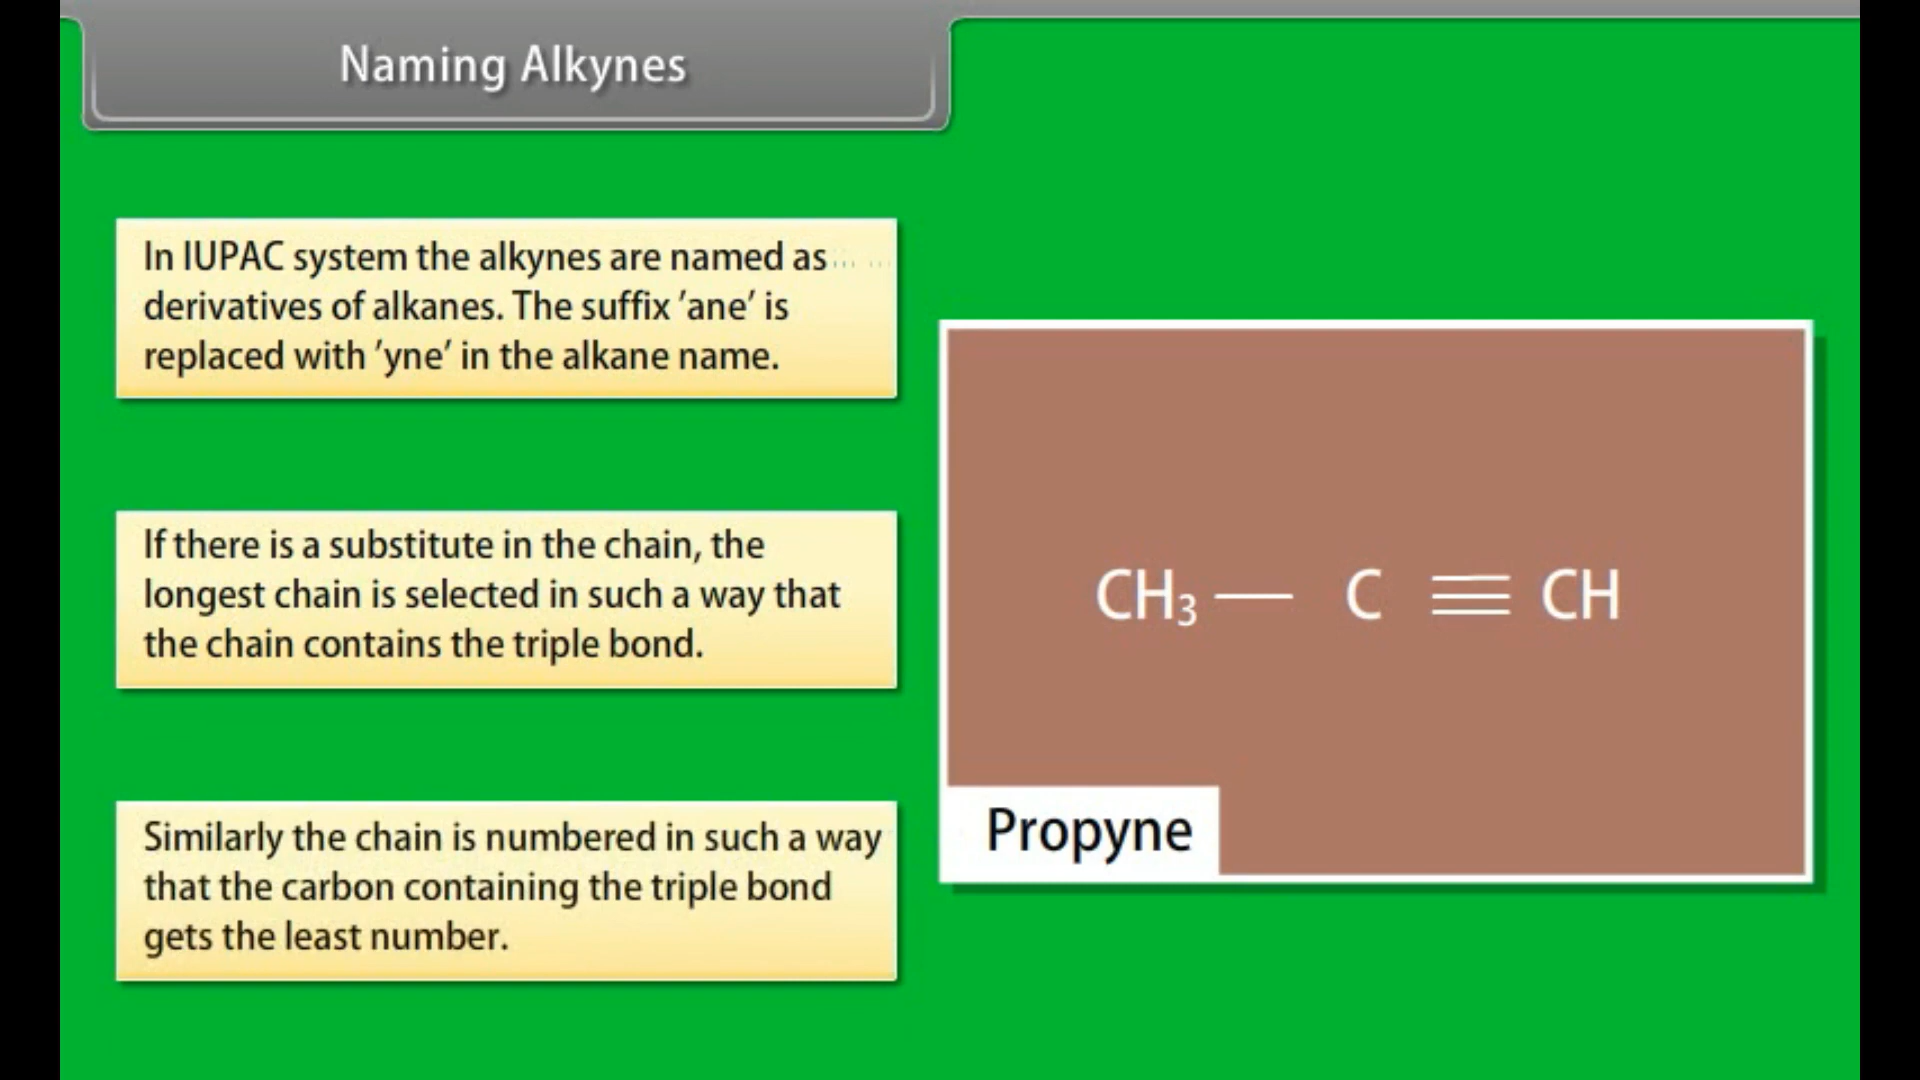 Naming Alkynes
In IUPAC system the alkynes are named as
derivatives of alkanes. The suffix ’ane’ is
replaced with ’yne’ in the alkane name.
If there is a substitute in the chain, the
longest chain is selected in such a way that
the chain contains the triple bond.
Similarly the chain is numbered in such a way
that the carbon containing the triple bond
gets the least number.
CH₃ — C ≡ CH
Propyne